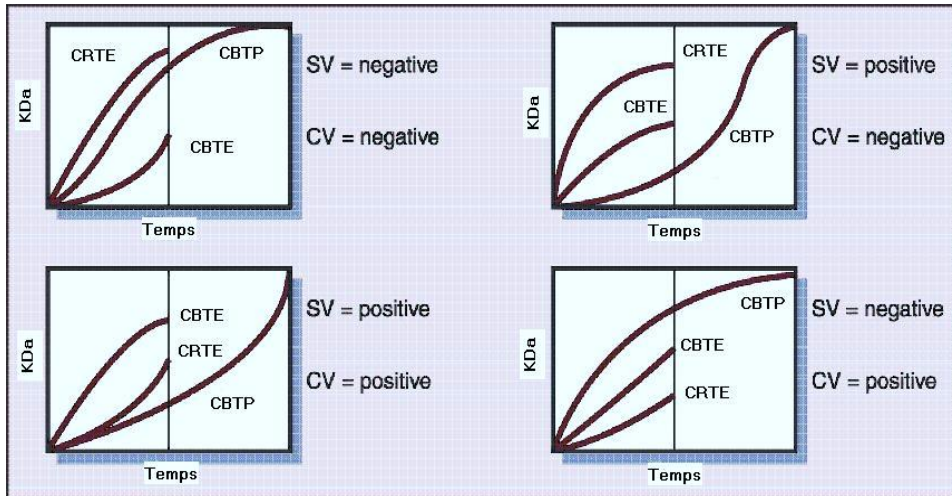 CRTE
CBTP
CBTE
KDa
Temps
SV = negative
CV = negative
CRTE
CBTE
CBTP
KDa
Temps
SV = positive
CV = negative
CBTE
CRTE
CBTP
KDa
Temps
SV = positive
CV = positive
CBTP
CBTE
CRTE
KDa
Temps
SV = negative
CV = positive